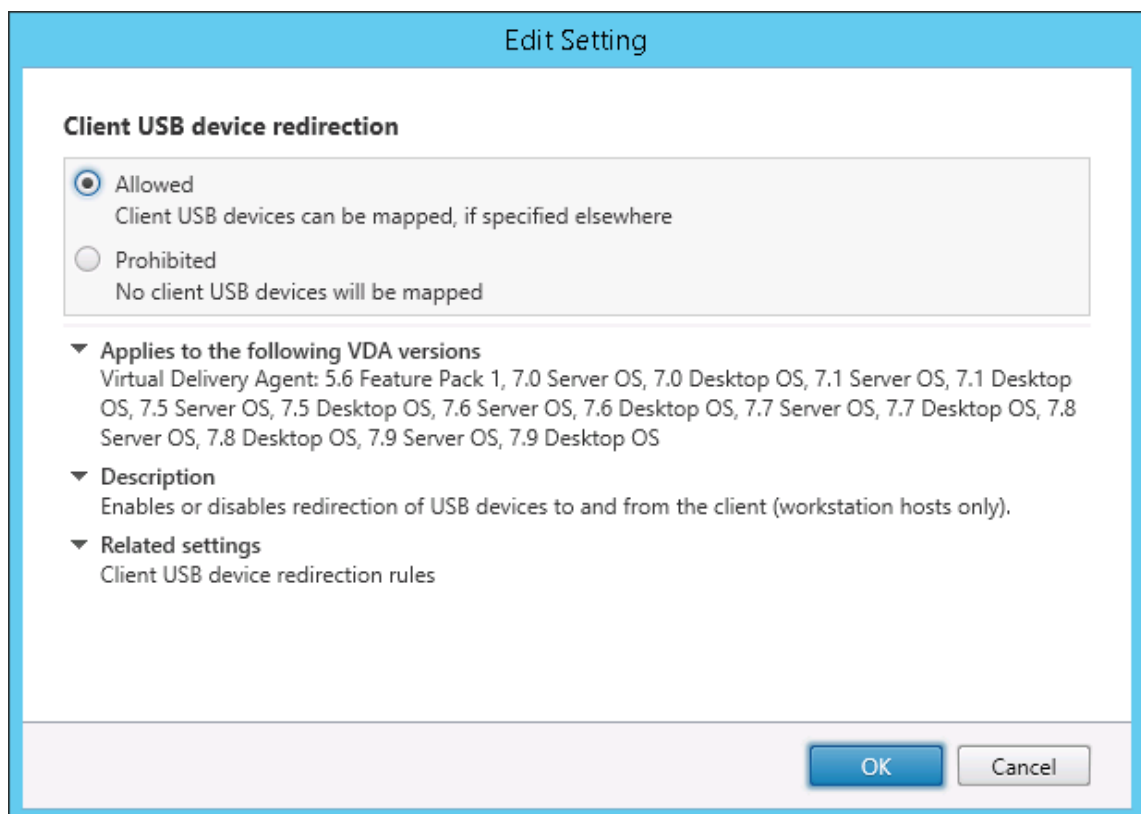 Edit Setting
Client USB device redirection
Allowed
Client USB devices can be mapped, if specified elsewhere
Prohibited
No client USB devices will be mapped
Applies to the following VDA versions
Virtual Delivery Agent: 5.6 Feature Pack 1, 7.0 Server OS, 7.0 Desktop OS, 7.1 Server OS, 7.1 Desktop
OS, 7.5 Server OS, 7.5 Desktop OS, 7.6 Server OS, 7.6 Desktop OS, 7.7 Server OS, 7.7 Desktop OS, 7.8
Server OS, 7.8 Desktop OS, 7.9 Server OS, 7.9 Desktop OS
Description
Enables or disables redirection of USB devices to and from the client (workstation hosts only).
Related settings
Client USB device redirection rules
OK Cancel